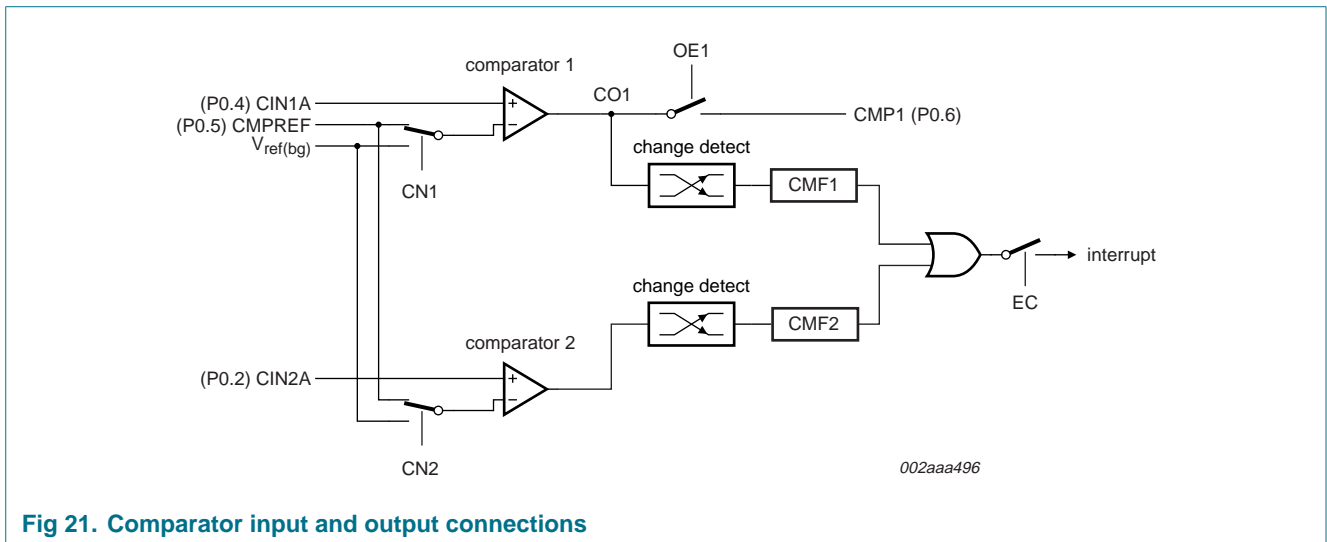 OE1
comparator 1
(P0.4) CIN1A
+
CO1
(P0.5) CMPREF
−
CMP1 (P0.6)
Vref(bg)
change detect
CN1
CMF1
interrupt
change detect
EC
CMF2
comparator 2
(P0.2) CIN2A
+
−
CN2
002aaa496
Fig 21. Comparator input and output connections